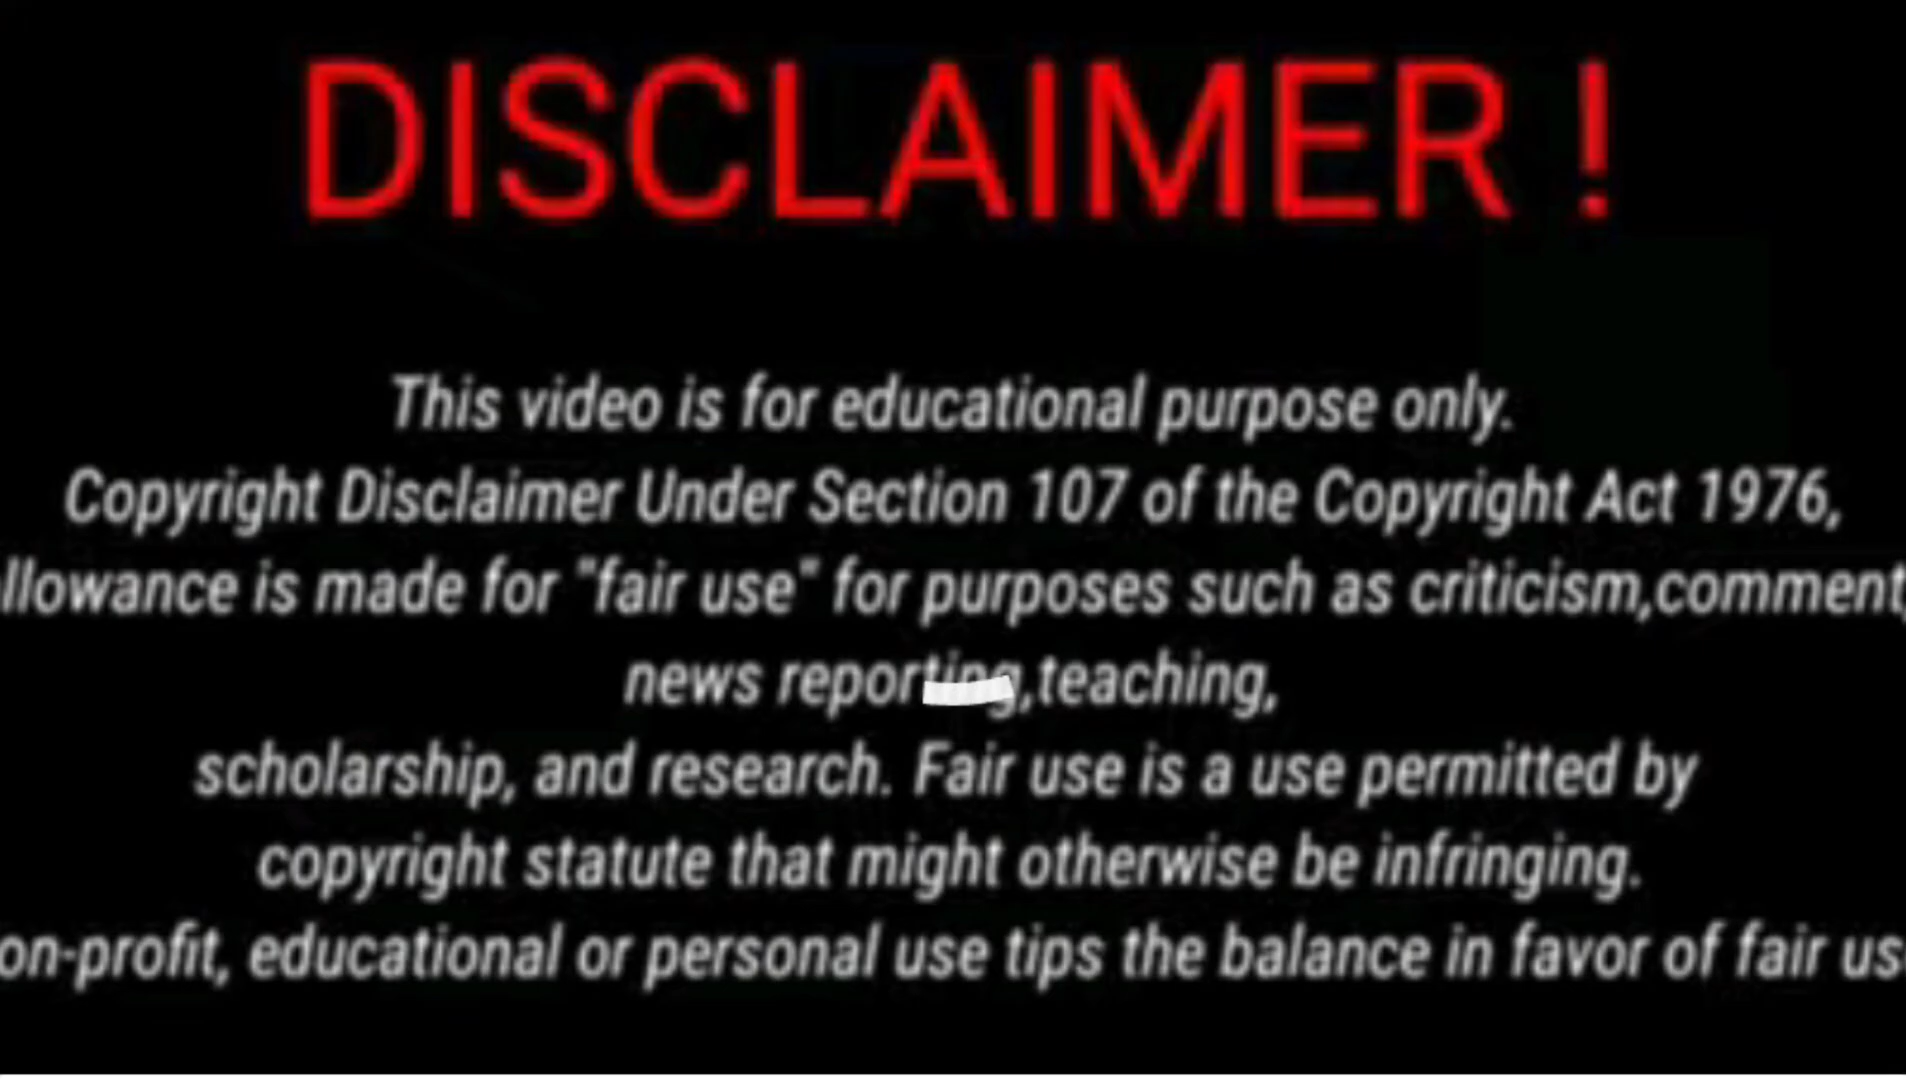 DISCLAIMER !
This video is for educational purpose only.
Copyright Disclaimer Under Section 107 of the Copyright Act 1976,
llowance is made for "fair use" for purposes such as criticism,comment,
news reporting,teaching,
scholarship, and research. Fair use is a use permitted by
copyright statute that might otherwise be infringing.
on-profit, educational or personal use tips the balance in favor of fair us